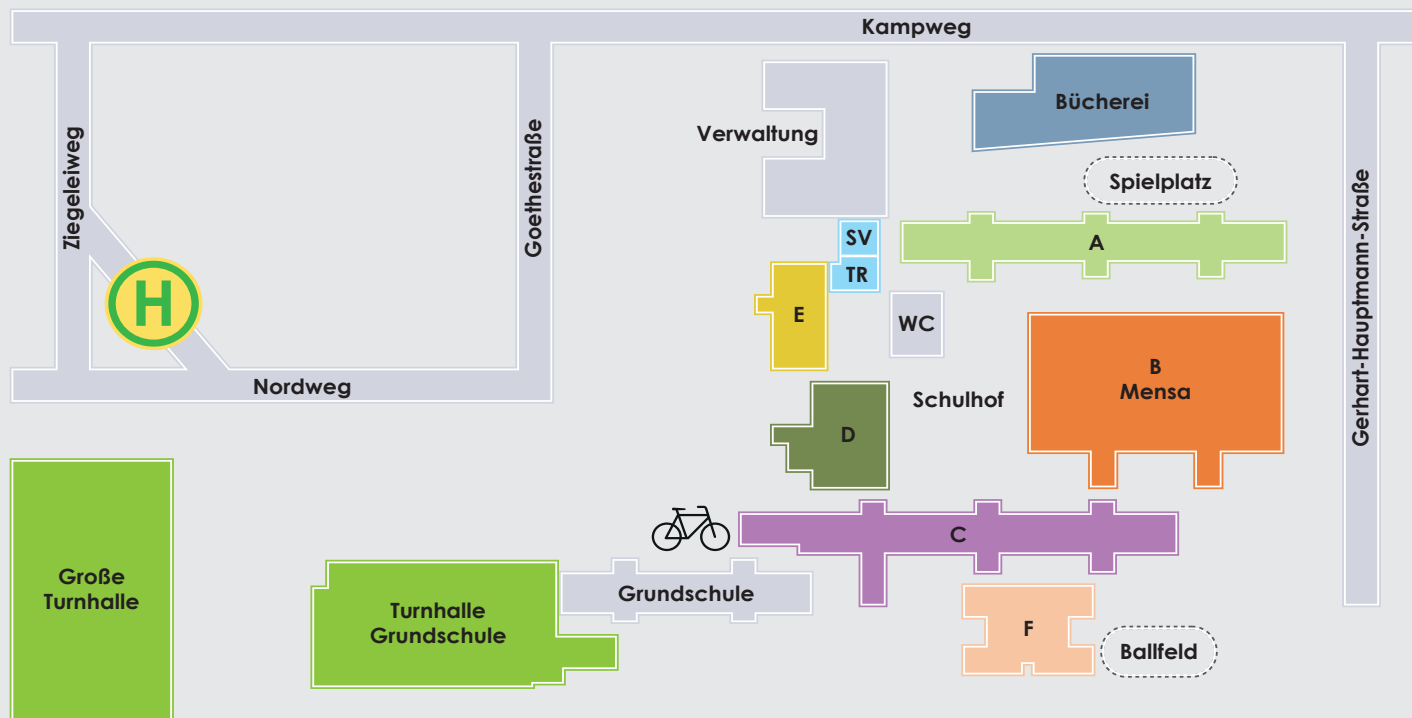 Kampweg
Ziegeleiweg
Goethestraße
Verwaltung
Bücherei
Spielplatz
Gerhart-Hauptmann-Straße
SV
TR
A
H
E
WC
B
Mensa
Nordweg
Schulhof
D
C
Große
Turnhalle
Turnhalle
Grundschule
Grundschule
F
Ballfeld